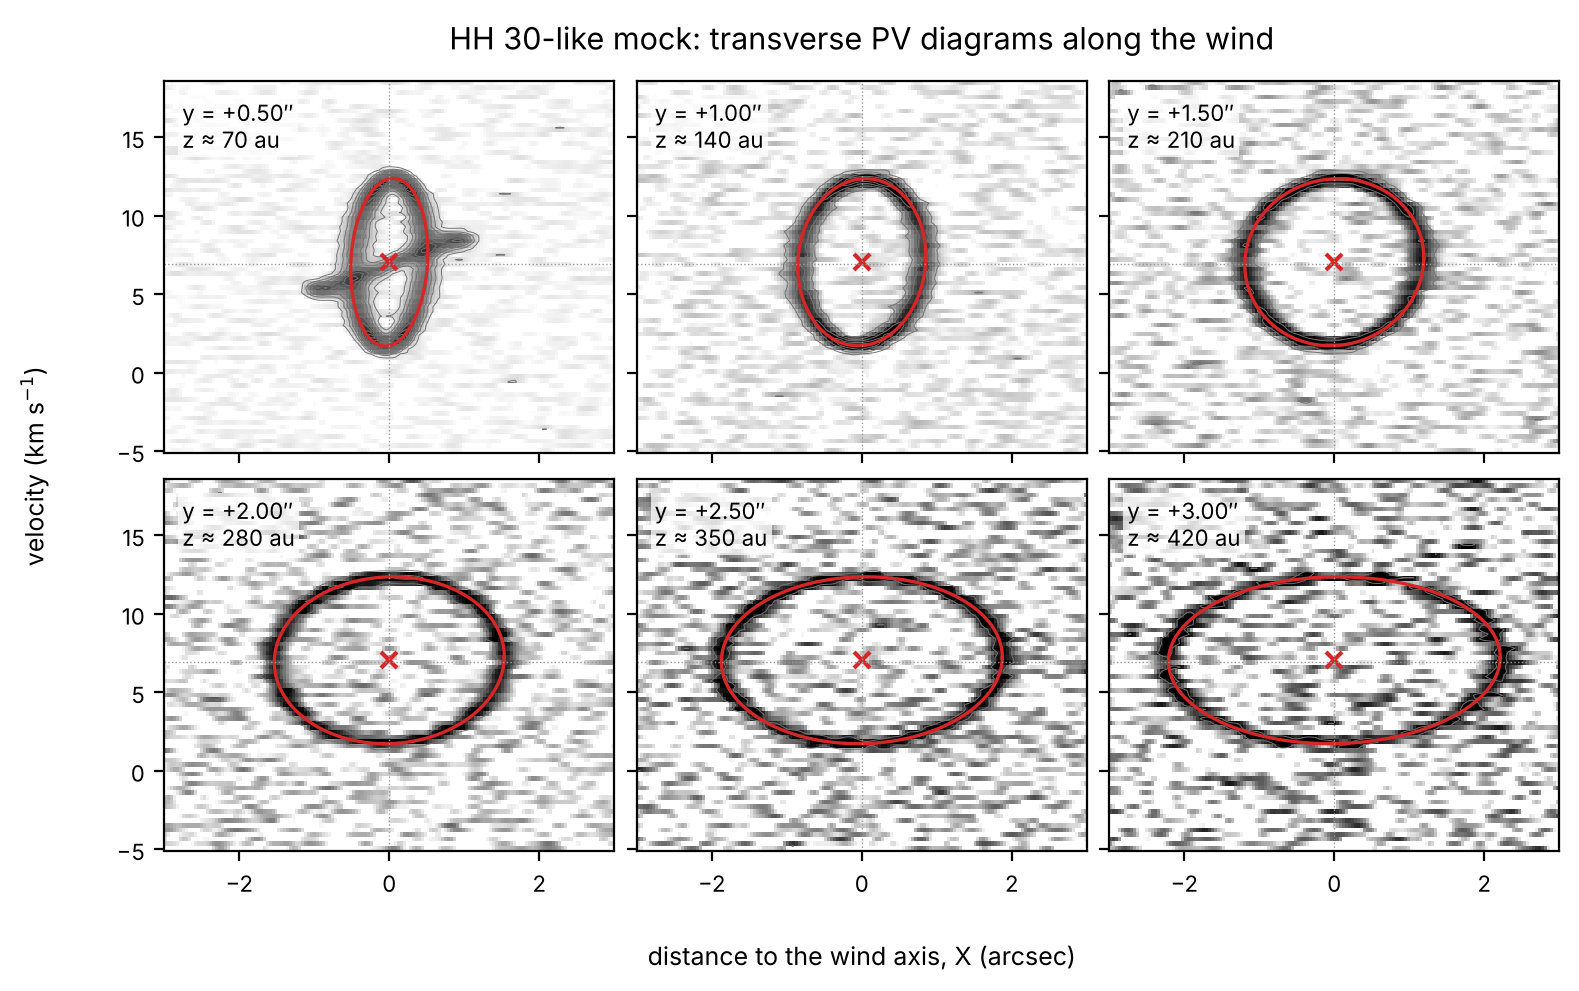 HH 30-like mock: transverse PV diagrams along the wind
y = +0.50″
z ≈ 70 au
y = +1.00″
z ≈ 140 au
y = +1.50″
z ≈ 210 au
15
10
5
0
−5
y = +2.00″
z ≈ 280 au
y = +2.50″
z ≈ 350 au
y = +3.00″
z ≈ 420 au
15
10
5
0
−5
−2 0 2
−2 0 2
−2 0 2
velocity (km s⁻¹)
distance to the wind axis, X (arcsec)